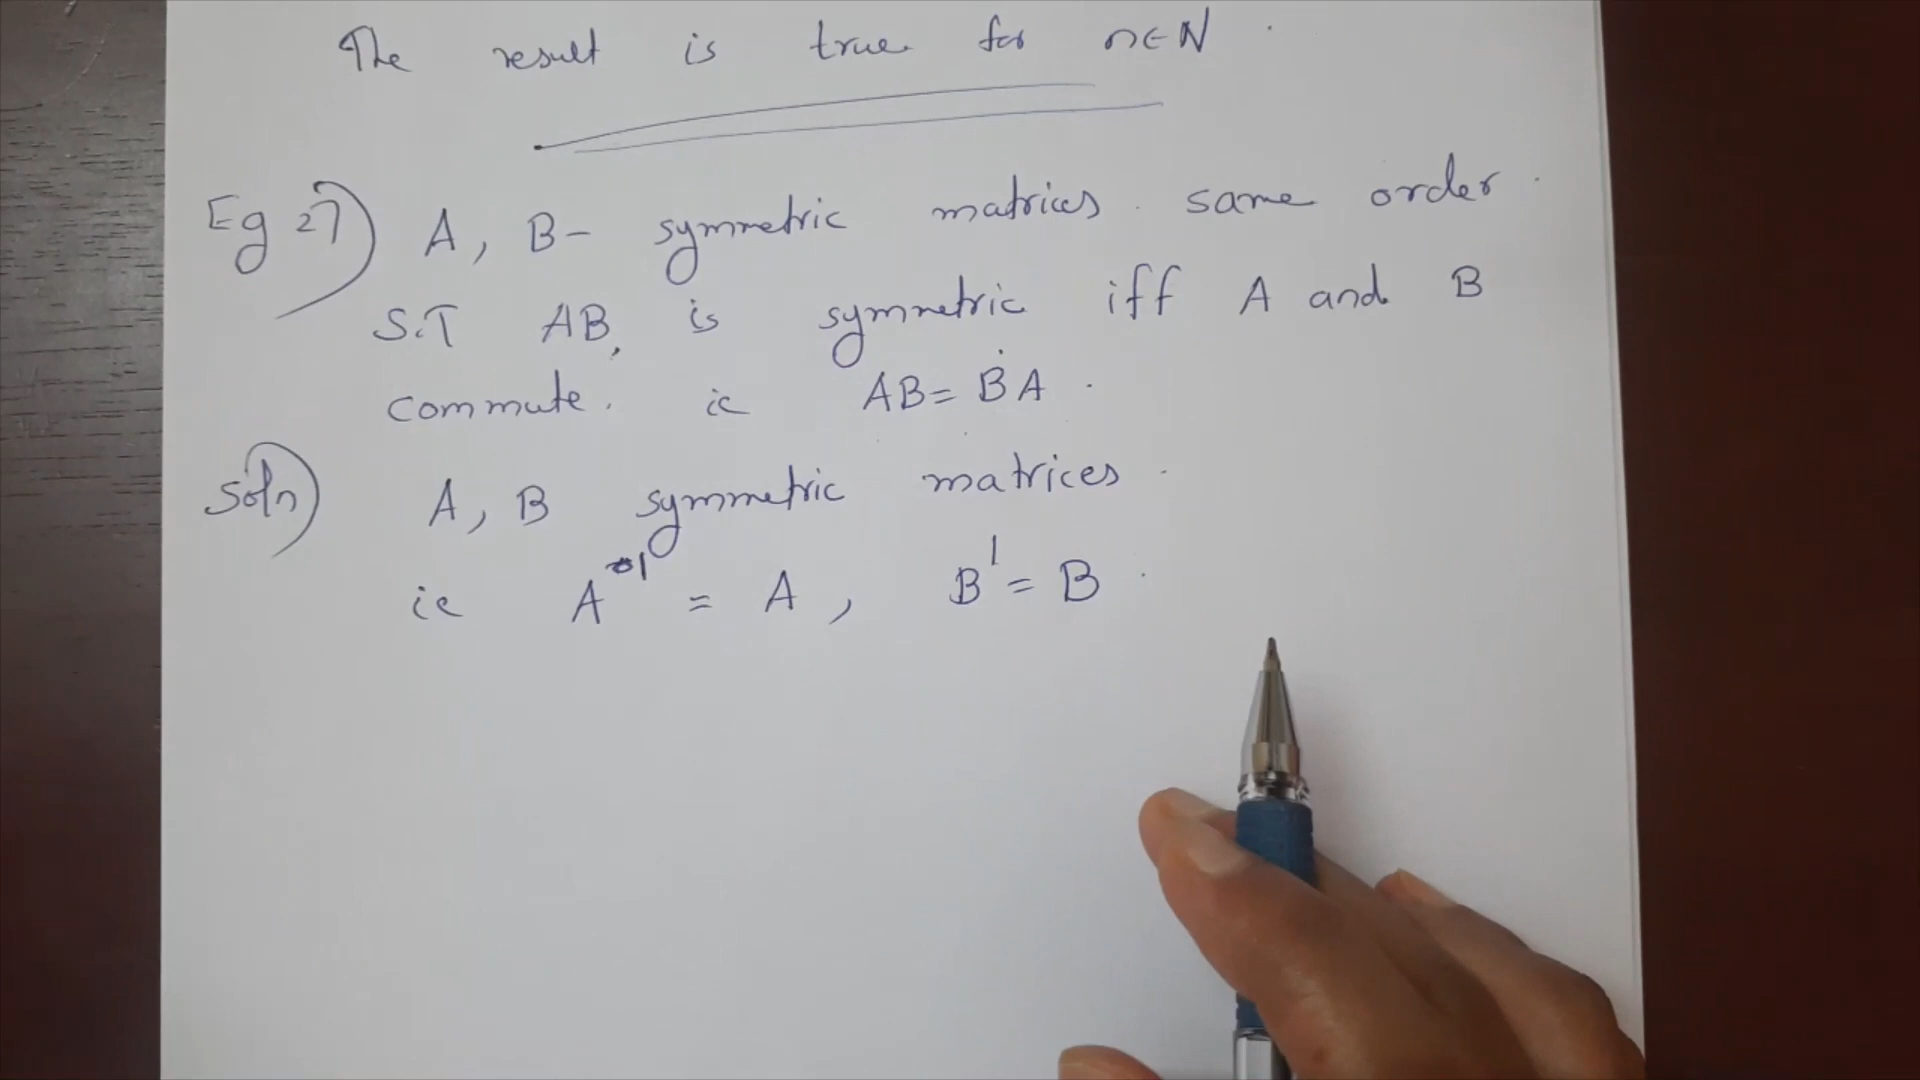 The result is true for n∈N.
Eg 27) A, B - symmetric matrices same order.
S.T AB, is symmetric iff A and B
commute. ie AB = BA.
Soln) A, B symmetric matrices.
ie A' = A, B' = B.